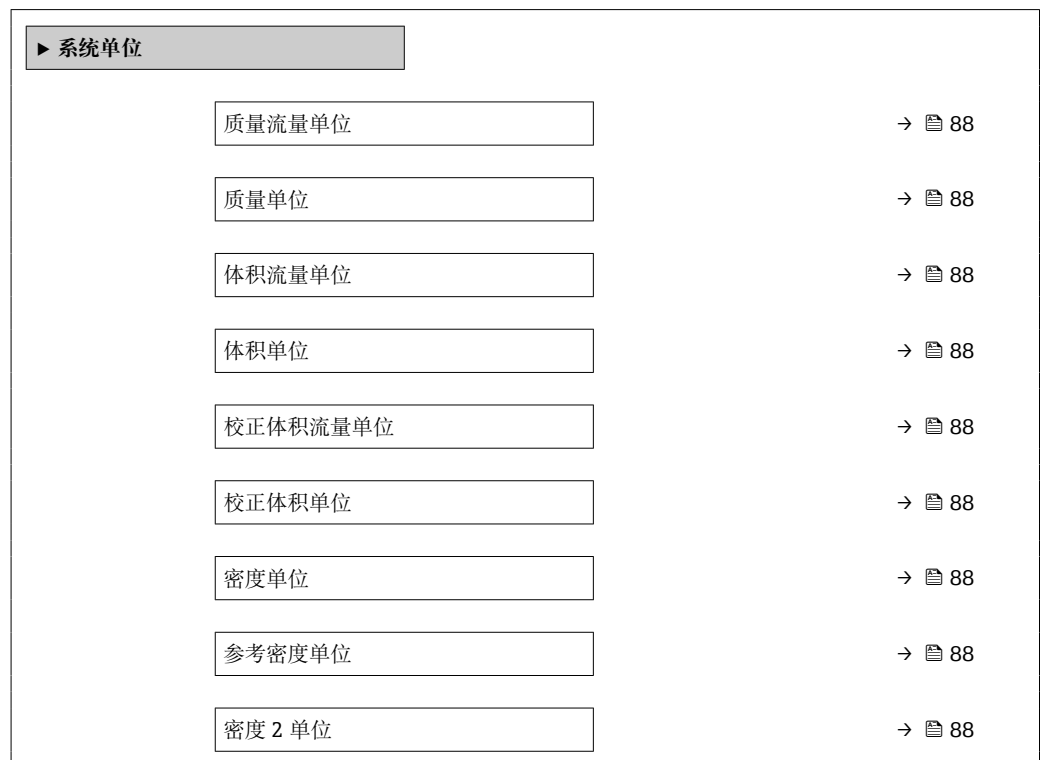 ▶ 系统单位
质量流量单位 → 🖹 88
质量单位 → 🖹 88
体积流量单位 → 🖹 88
体积单位 → 🖹 88
校正体积流量单位 → 🖹 88
校正体积单位 → 🖹 88
密度单位 → 🖹 88
参考密度单位 → 🖹 88
密度 2 单位 → 🖹 88